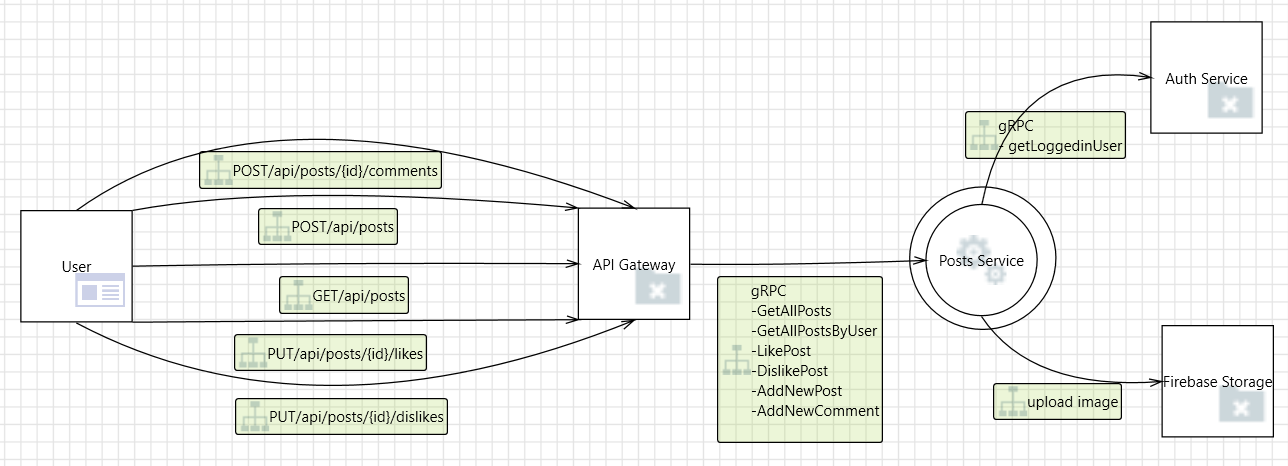 Auth Service
gRPC
- getLoggedinUser
POST/api/posts/{id}/comments
POST/api/posts
User
API Gateway
Posts Service
GET/api/posts
gRPC
-GetAllPosts
-GetAllPostsByUser
-LikePost
-DislikePost
-AddNewPost
-AddNewComment
PUT/api/posts/{id}/likes
PUT/api/posts/{id}/dislikes
Firebase Storage
upload image